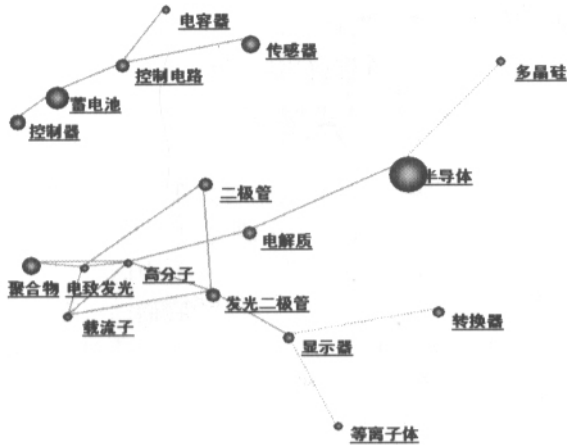 电容器
传感器
控制电路
多晶硅
蓄电池
控制器
半导体
二极管
电解质
高分子
聚合物 电致发光
发光二极管
载流子
转换器
显示器
等离子体